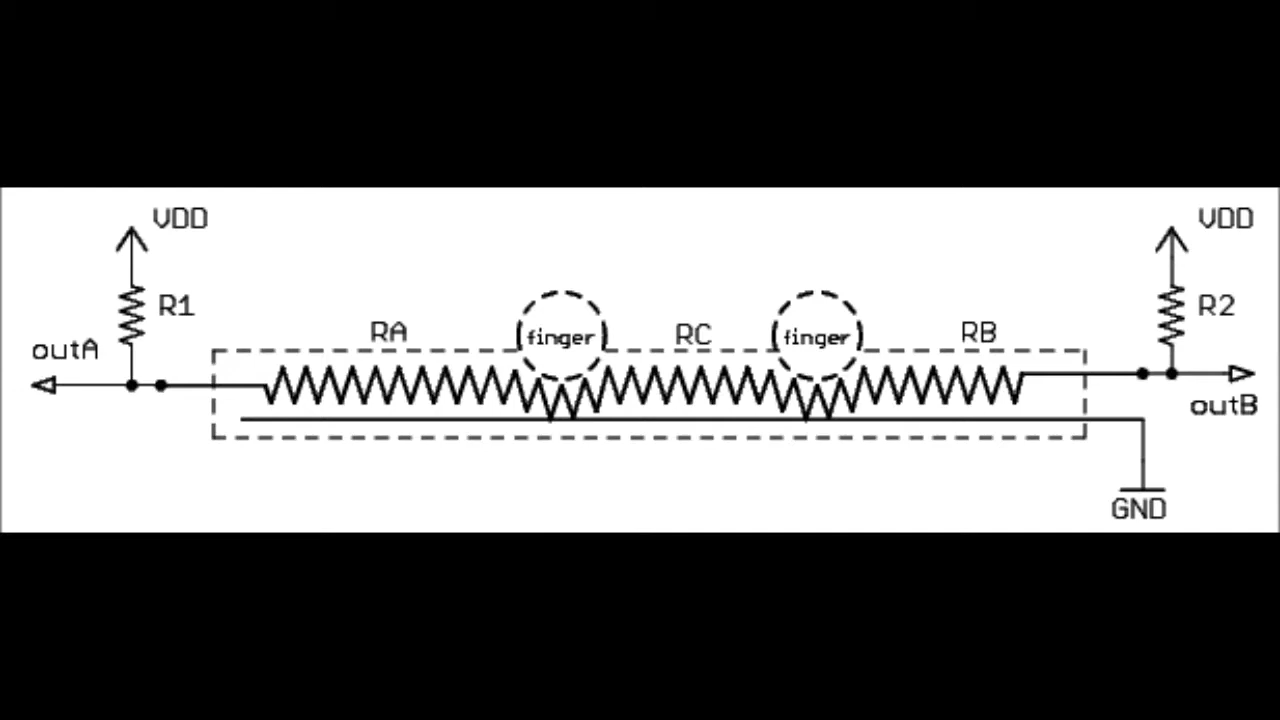 VDD
VDD
R1
R2
outA
RA
finger
RC
finger
RB
outB
GND